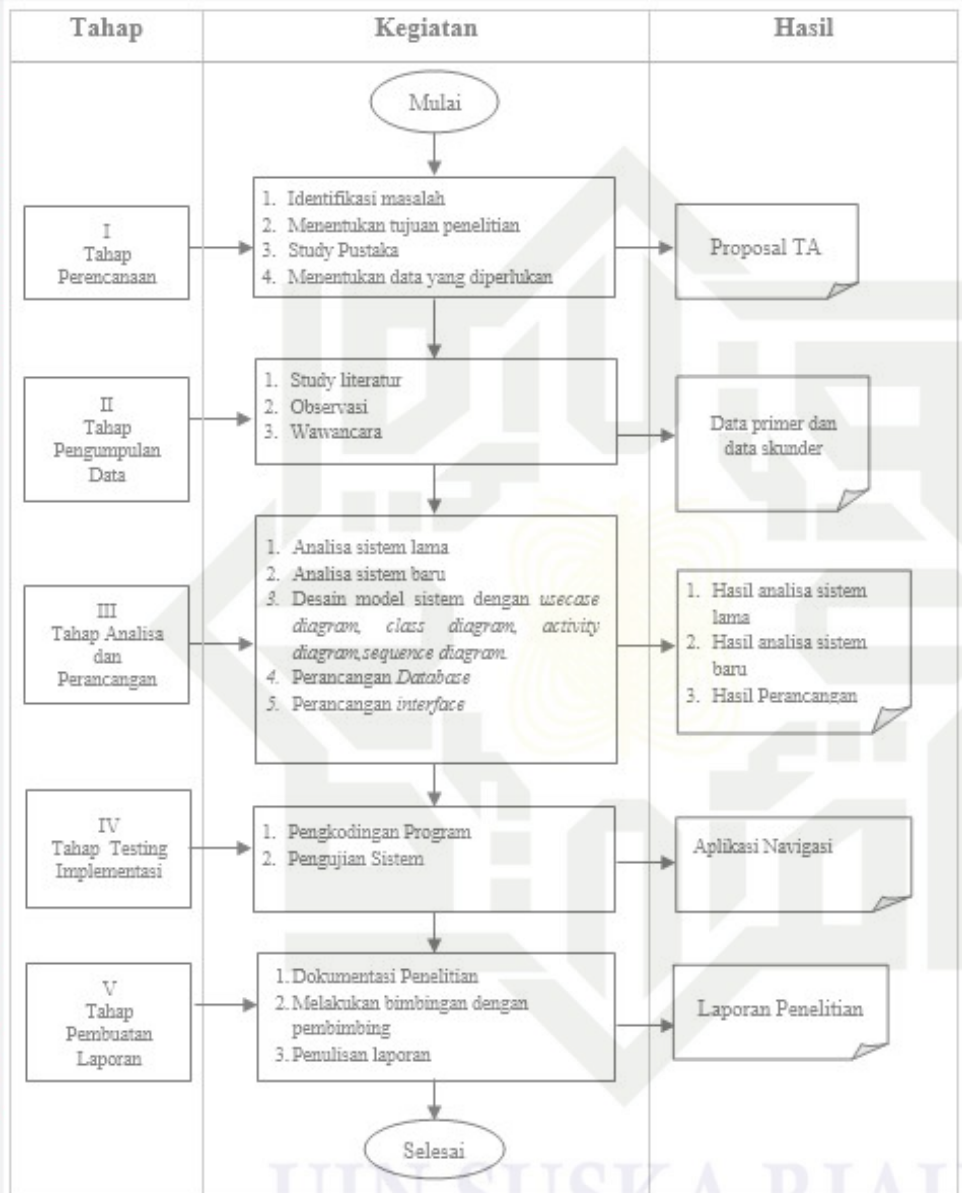 Tahap Kegiatan Hasil
Mulai
I
Tahap
Perencanaan
1. Identifikasi masalah
2. Menentukan tujuan penelitian
3. Study Pustaka
4. Menentukan data yang diperlukan
Proposal TA
II
Tahap
Pengumpulan
Data
1. Study literatur
2. Observasi
3. Wawancara
Data primer dan
data skunder
III
Tahap Analisa
dan
Perancangan
1. Analisa sistem lama
2. Analisa sistem baru
3. Desain model sistem dengan usecase
diagram, class diagram, activity
diagram,sequence diagram.
4. Perancangan Database
5. Perancangan interface
1. Hasil analisa sistem
lama
2. Hasil analisa sistem
baru
3. Hasil Perancangan
IV
Tahap Testing
Implementasi
1. Pengkodingan Program
2. Pengujian Sistem
Aplikasi Navigasi
V
Tahap
Pembuatan
Laporan
1. Dokumentasi Penelitian
2. Melakukan bimbingan dengan
pembimbing
3. Penulisan laporan
Laporan Penelitian
Selesai
UIN SUSKA RIAU